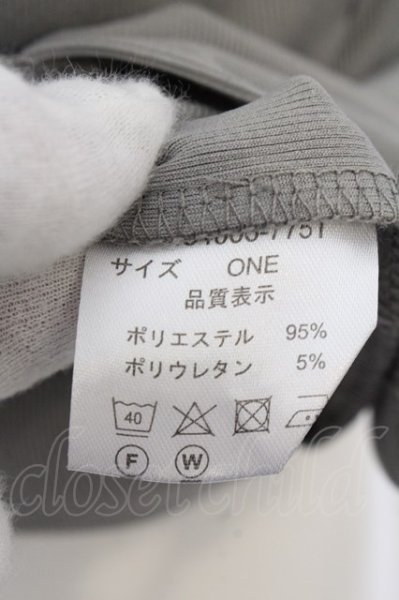 サイズ ONE
品質表示
ポリエステル 95%
ポリウレタン 5%
40
F W
closet child